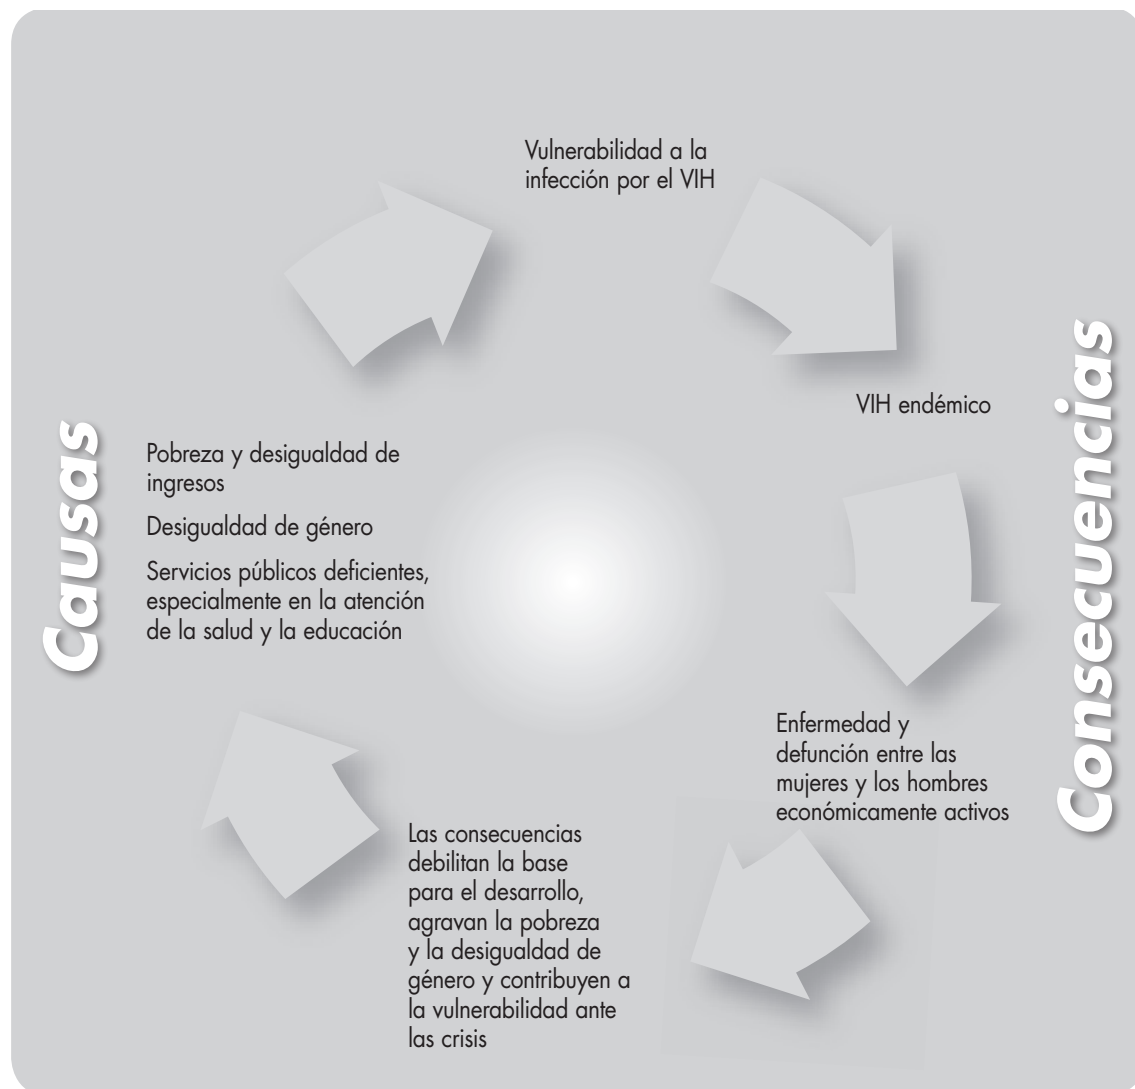 Vulnerabilidad a la
infección por el VIH
VIH endémico
Consecuencias
Enfermedad y
defunción entre las
mujeres y los hombres
económicamente activos
Las consecuencias
debilitan la base
para el desarrollo,
agravan la pobreza
y la desigualdad de
género y contribuyen a
la vulnerabilidad ante
las crisis
Causas
Pobreza y desigualdad de
ingresos
Desigualdad de género
Servicios públicos deficientes,
especialmente en la atención
de la salud y la educación